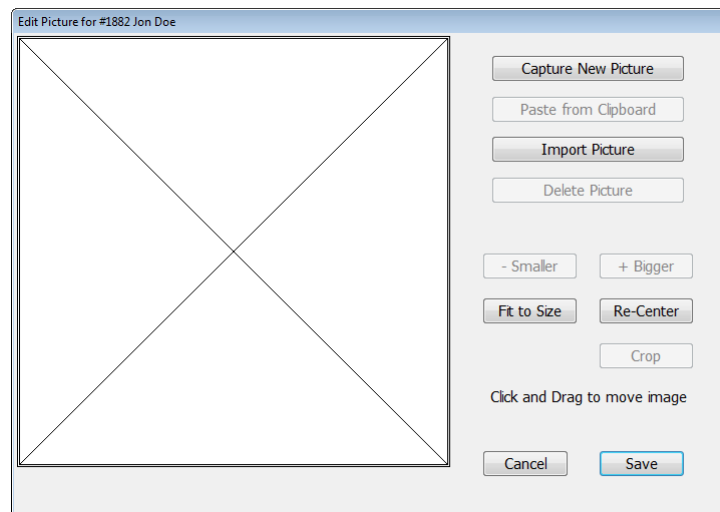 Edit Picture for #1882 Jon Doe
Capture New Picture
Paste from Clipboard
Import Picture
Delete Picture
- Smaller
+ Bigger
Fit to Size
Re-Center
Crop
Click and Drag to move image
Cancel
Save